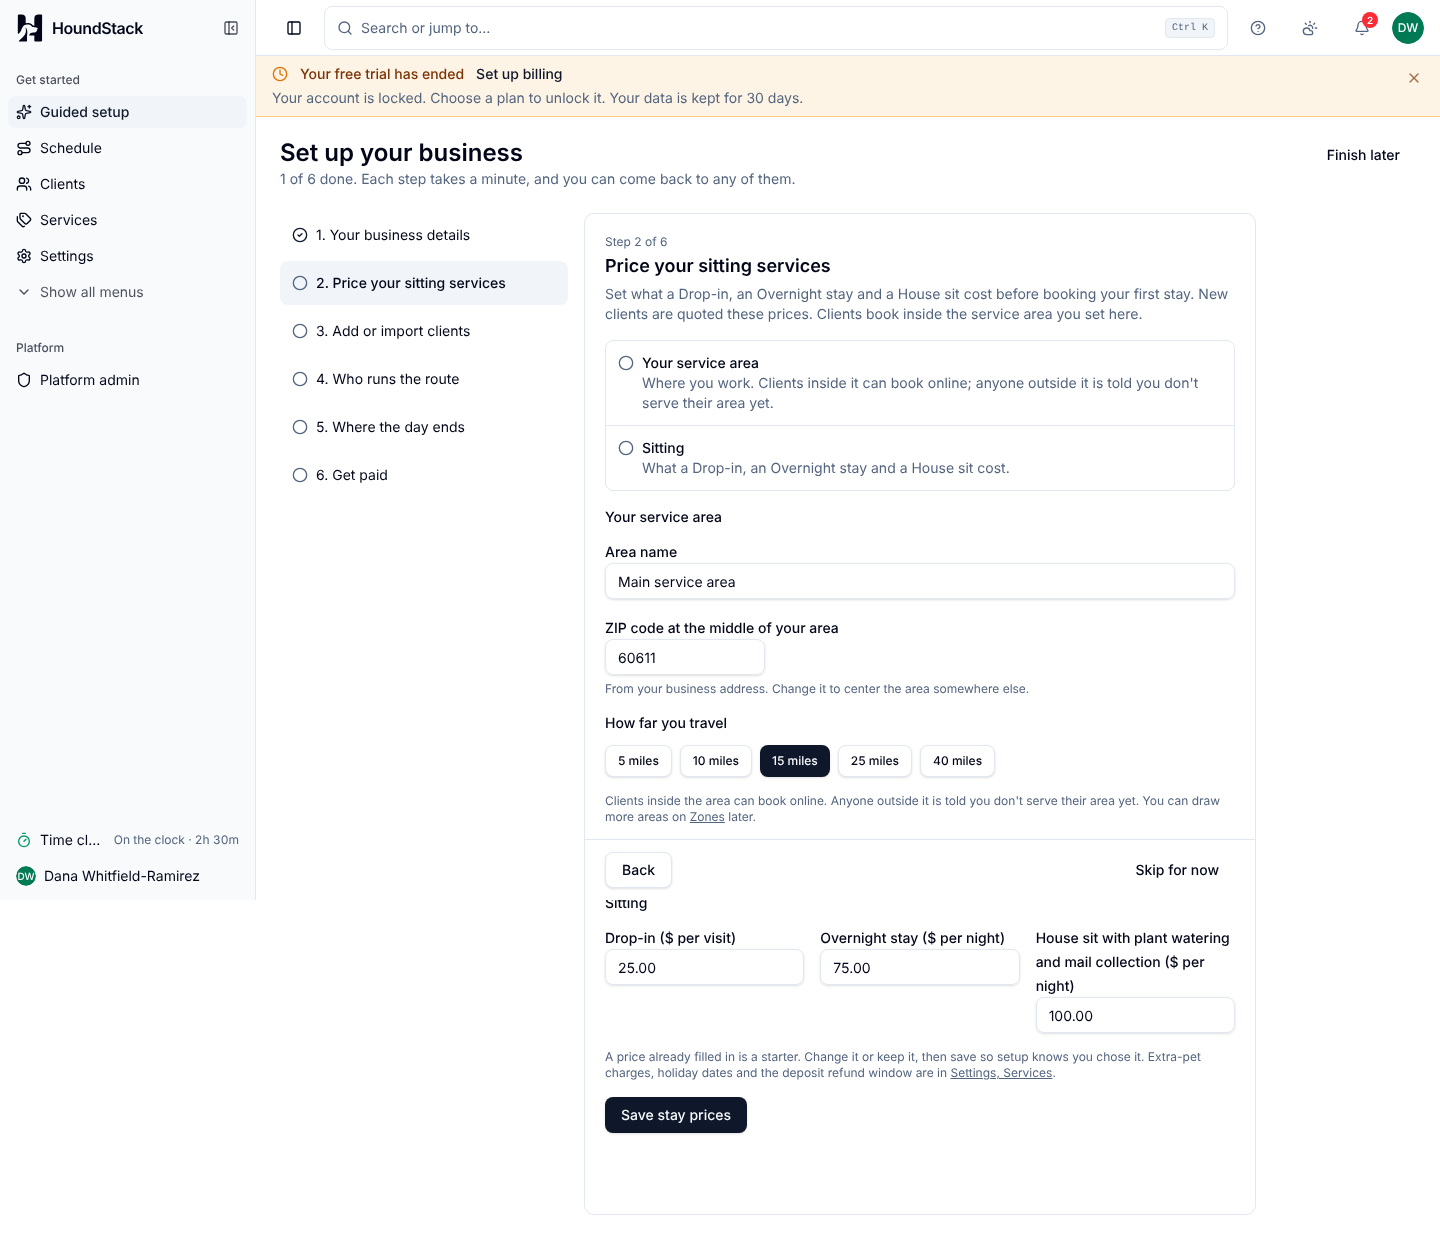 HoundStack
Get started
Guided setup
Schedule
Clients
Services
Settings
Show all menus
Platform
Platform admin
Time cl...
On the clock · 2h 30m
DW
Dana Whitfield-Ramirez
Search or jump to...
Ctrl K
2
DW
Your free trial has ended
Set up billing
Your account is locked. Choose a plan to unlock it. Your data is kept for 30 days.
Set up your business
1 of 6 done. Each step takes a minute, and you can come back to any of them.
Finish later
1. Your business details
2. Price your sitting services
3. Add or import clients
4. Who runs the route
5. Where the day ends
6. Get paid
Step 2 of 6
Price your sitting services
Set what a Drop-in, an Overnight stay and a House sit cost before booking your first stay. New
clients are quoted these prices. Clients book inside the service area you set here.
Your service area
Where you work. Clients inside it can book online; anyone outside it is told you don't
serve their area yet.
Sitting
What a Drop-in, an Overnight stay and a House sit cost.
Your service area
Area name
Main service area
ZIP code at the middle of your area
60611
From your business address. Change it to center the area somewhere else.
How far you travel
5 miles
10 miles
15 miles
25 miles
40 miles
Clients inside the area can book online. Anyone outside it is told you don't serve their area yet. You can draw
more areas on Zones later.
Back
Skip for now
Sitting
Drop-in ($ per visit)
25.00
Overnight stay ($ per night)
75.00
House sit with plant watering
and mail collection ($ per
night)
100.00
A price already filled in is a starter. Change it or keep it, then save so setup knows you chose it. Extra-pet
charges, holiday dates and the deposit refund window are in Settings, Services.
Save stay prices